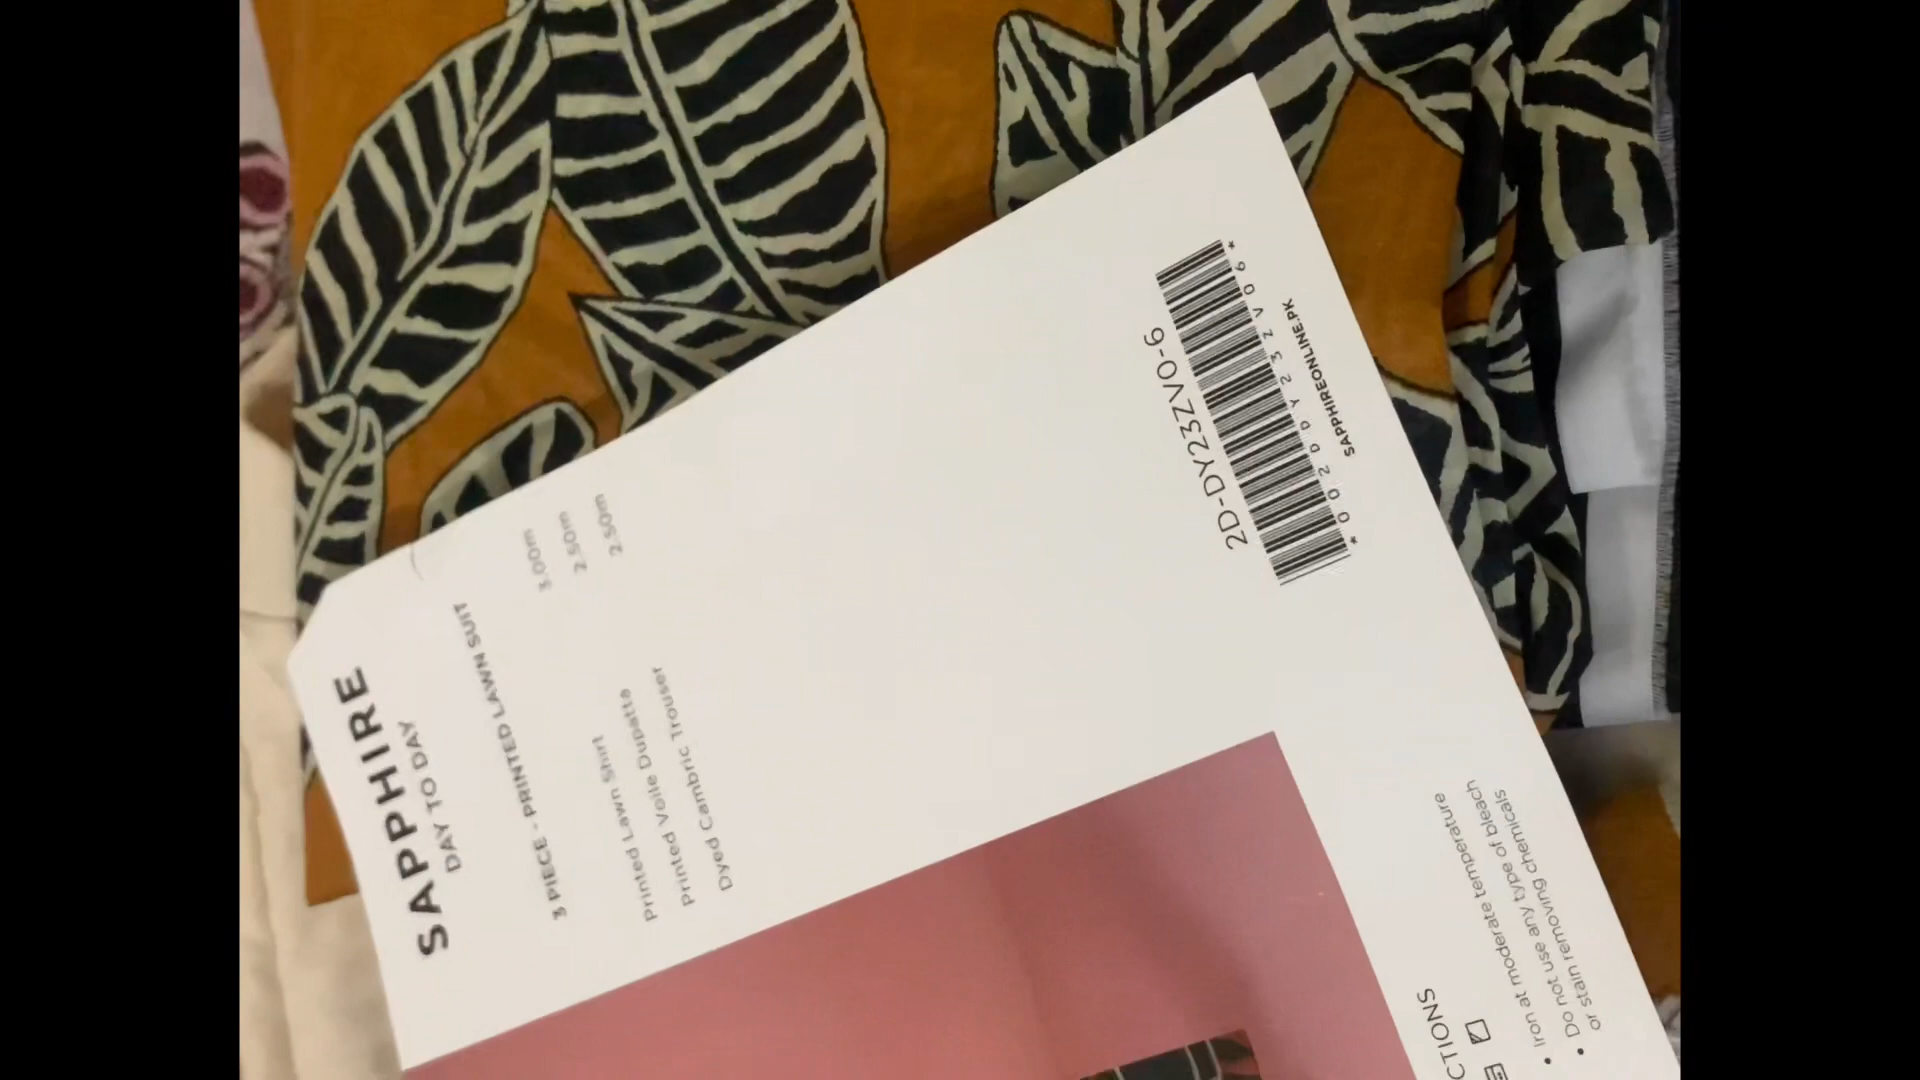 SAPPHIRE
DAY TO DAY
3 PIECE - PRINTED LAWN SUIT
Printed Lawn Shirt 3.00m
Printed Voile Dupatta 2.50m
Dyed Cambric Trouser 2.50m
2D-DY23ZV0-6
*002DDY23ZV06*
SAPPHIREONLINE.PK
CTIONS
• Iron at moderate temperature
• Do not use any type of bleach
or stain removing chemicals